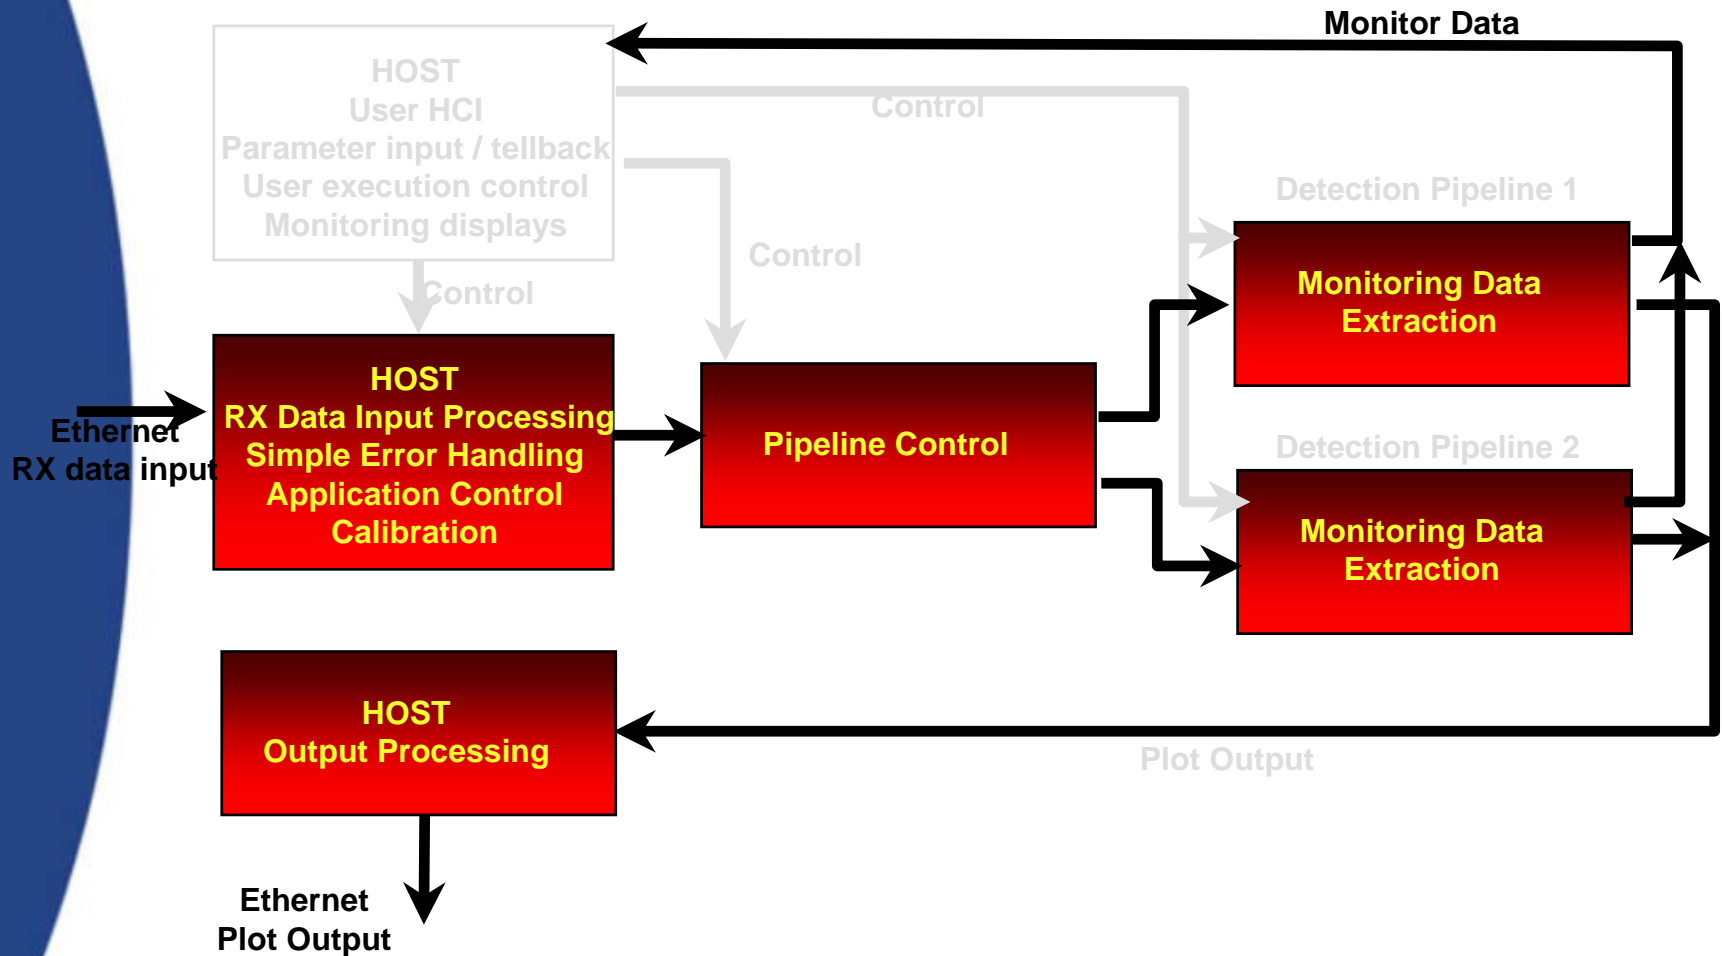 Monitor Data
HOST
User HCI
Parameter input / tellback
User execution control
Monitoring displays
Control
Control
Control
Detection Pipeline 1
Monitoring Data
Extraction
Ethernet
RX data input
HOST
RX Data Input Processing
Simple Error Handling
Application Control
Calibration
Pipeline Control
Detection Pipeline 2
Monitoring Data
Extraction
HOST
Output Processing
Plot Output
Ethernet
Plot Output